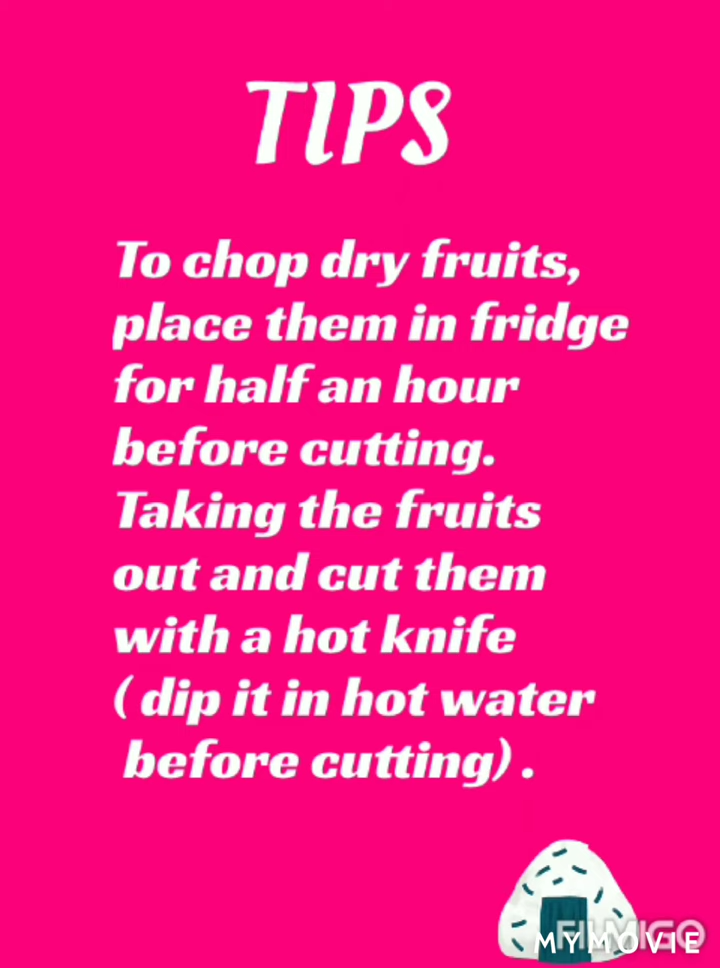 TIPS
To chop dry fruits,
place them in fridge
for half an hour
before cutting.
Taking the fruits
out and cut them
with a hot knife
( dip it in hot water
before cutting) .
FILMIGO
MYMOVIE